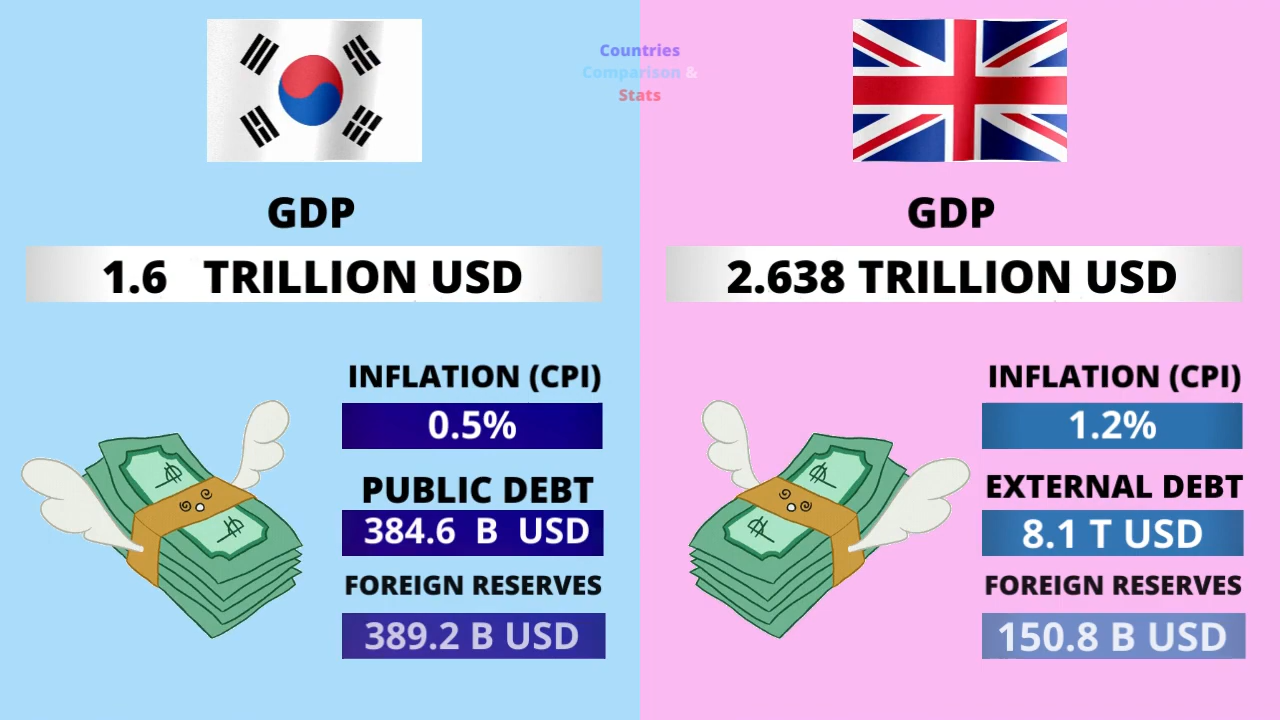 Countries
Comparison &
Stats
GDP
1.6 TRILLION USD
INFLATION (CPI)
0.5%
PUBLIC DEBT
384.6 B USD
FOREIGN RESERVES
389.2 B USD
GDP
2.638 TRILLION USD
INFLATION (CPI)
1.2%
EXTERNAL DEBT
8.1 T USD
FOREIGN RESERVES
150.8 B USD